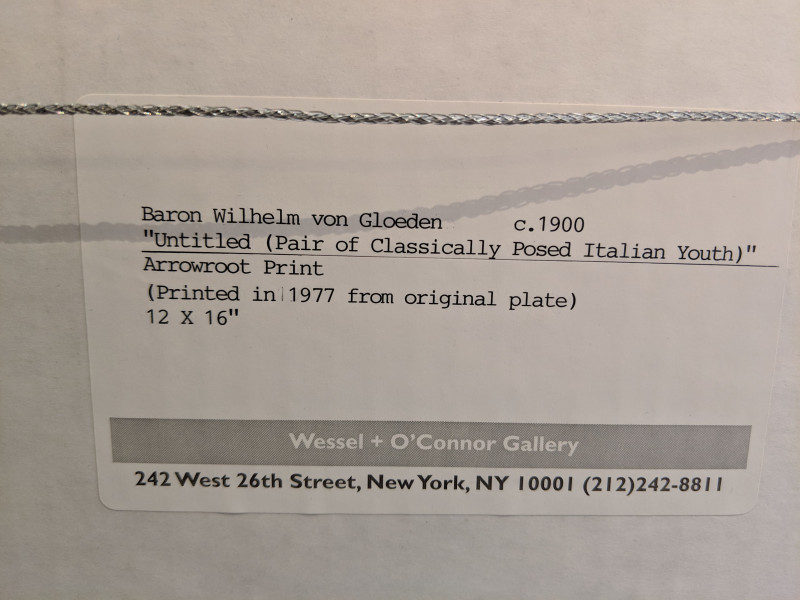 Baron Wilhelm von Gloeden c.1900
"Untitled (Pair of Classically Posed Italian Youth)"
Arrowroot Print
(Printed in 1977 from original plate)
12 X 16"
Wessel + O'Connor Gallery
242 West 26th Street, New York, NY 10001 (212)242-8811